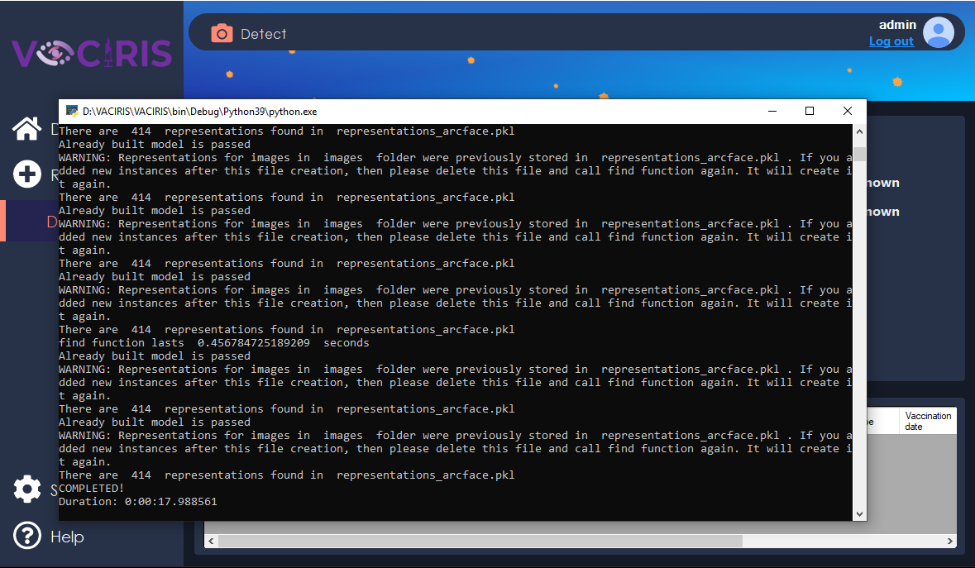 VACIRIS
Detect
admin
Log out
D:\VACIRIS\VACIRIS\bin\Debug\Python39\python.exe
There are  414  representations found in  representations_arcface.pkl
Already built model is passed
WARNING: Representations for images in  images  folder were previously stored in  representations_arcface.pkl . If you a
dded new instances after this file creation, then please delete this file and call find function again. It will create i
t again.
There are  414  representations found in  representations_arcface.pkl
Already built model is passed
WARNING: Representations for images in  images  folder were previously stored in  representations_arcface.pkl . If you a
dded new instances after this file creation, then please delete this file and call find function again. It will create i
t again.
There are  414  representations found in  representations_arcface.pkl
Already built model is passed
WARNING: Representations for images in  images  folder were previously stored in  representations_arcface.pkl . If you a
dded new instances after this file creation, then please delete this file and call find function again. It will create i
t again.
There are  414  representations found in  representations_arcface.pkl
find function lasts  0.456784725189209  seconds
Already built model is passed
WARNING: Representations for images in  images  folder were previously stored in  representations_arcface.pkl . If you a
dded new instances after this file creation, then please delete this file and call find function again. It will create i
t again.
There are  414  representations found in  representations_arcface.pkl
Already built model is passed
WARNING: Representations for images in  images  folder were previously stored in  representations_arcface.pkl . If you a
dded new instances after this file creation, then please delete this file and call find function again. It will create i
t again.
There are  414  representations found in  representations_arcface.pkl
COMPLETED!
Duration: 0:00:17.988561
nown
nown
Vaccination
date
Help